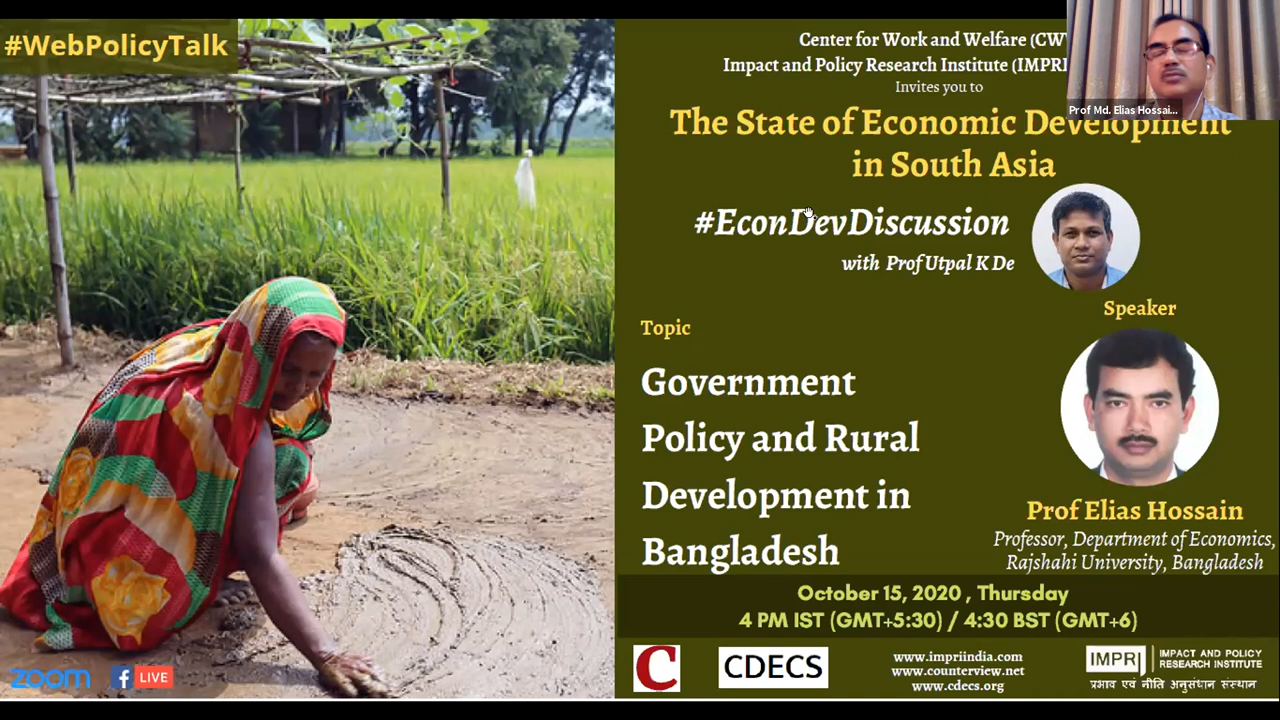 #WebPolicyTalk
Center for Work and Welfare (CW
Impact and Policy Research Institute (IMPRI
Invites you to
Prof Md. Elias Hossai...
The State of Economic Development
in South Asia
#EconDevDiscussion
with Prof Utpal K De
Speaker
Topic
Government
Policy and Rural
Development in
Bangladesh
Prof Elias Hossain
Professor, Department of Economics,
Rajshahi University, Bangladesh
October 15, 2020 , Thursday
4 PM IST (GMT+5:30) / 4:30 BST (GMT+6)
zoom
f LIVE
C
CDECS
www.impriindia.com
www.counterview.net
www.cdecs.org
IMPRI
IMPACT AND POLICY
RESEARCH INSTITUTE
प्रभाव एवं नीति अनुसंधान संस्थान